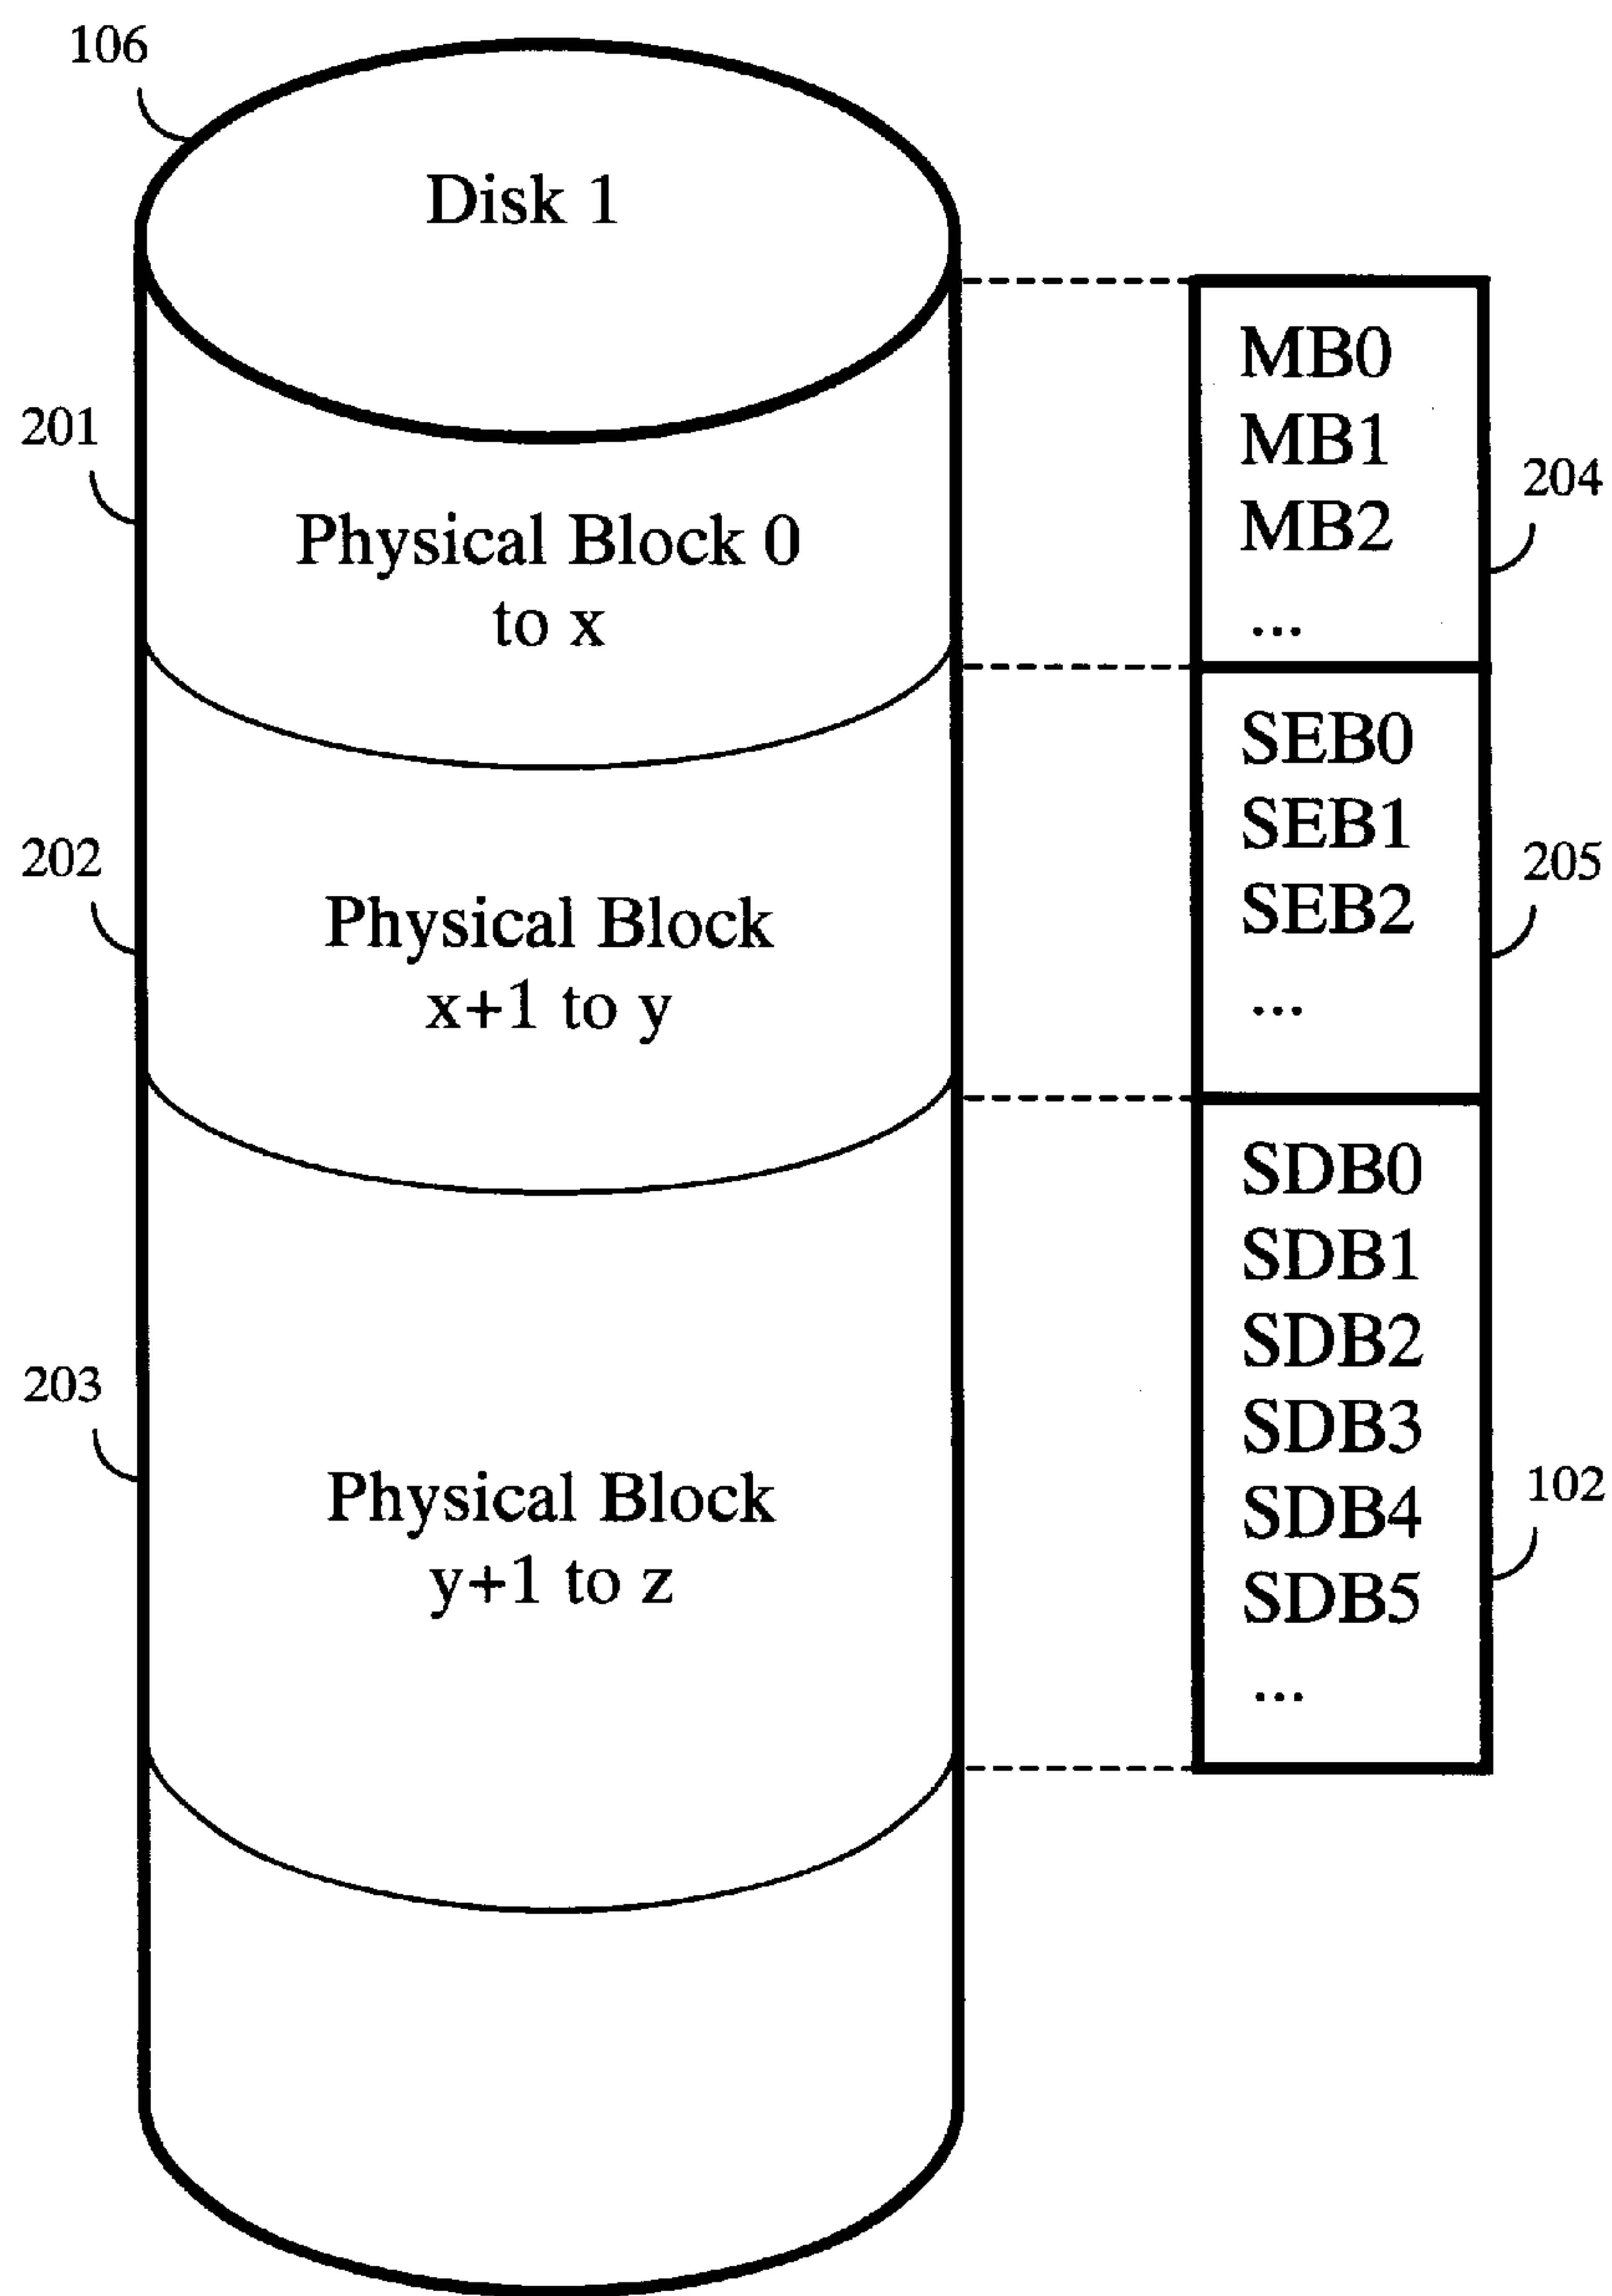 106
Disk 1
201
Physical Block 0
to x
202
Physical Block
x+1 to y
203
Physical Block
y+1 to z
MB0
MB1
MB2
...
204
SEB0
SEB1
SEB2
...
205
SDB0
SDB1
SDB2
SDB3
SDB4
SDB5
...
102